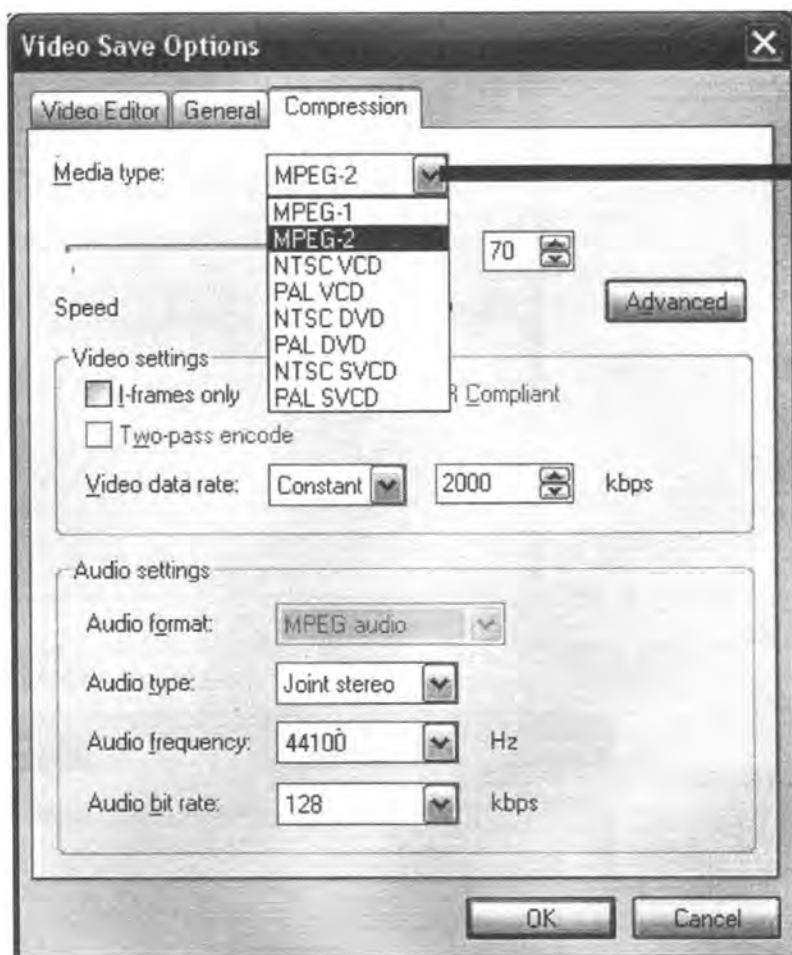 Video Save Options
Video Editor General Compression
Media type: MPEG-2
MPEG-1
MPEG-2
70
NTSC VCD
PAL VCD
Speed
Advanced
NTSC DVD
PAL DVD
Video settings
NTSC SVCD
I-frames only
R Compliant
PAL SVCD
Two-pass encode
Video data rate: Constant 2000 kbps
Audio settings
Audio format: MPEG audio
Audio type: Joint stereo
Audio frequency: 44100 Hz
Audio bit rate: 128 kbps
OK Cancel